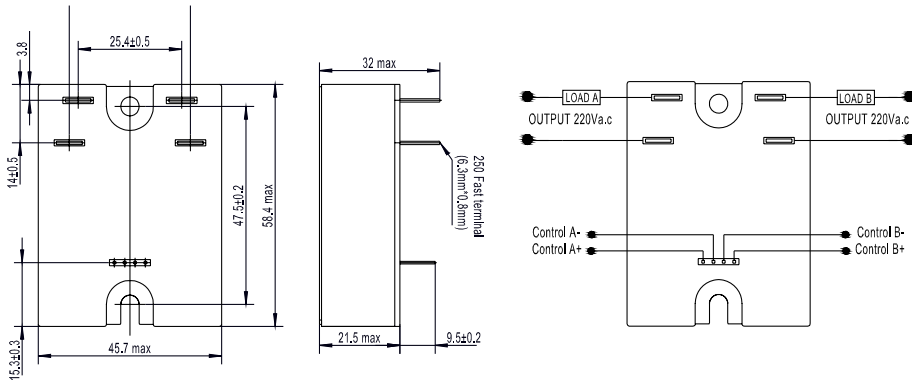 3.8
25.4±0.5
14±0.5
47.5±0.2
58.4 max
15.3±0.3
45.7 max
32 max
250 Fast terminal
(6.3mm*0.8mm)
21.5 max
9.5±0.2
LOAD A
LOAD B
OUTPUT 220Va.c
OUTPUT 220Va.c
Control A-
Control B-
Control A+
Control B+